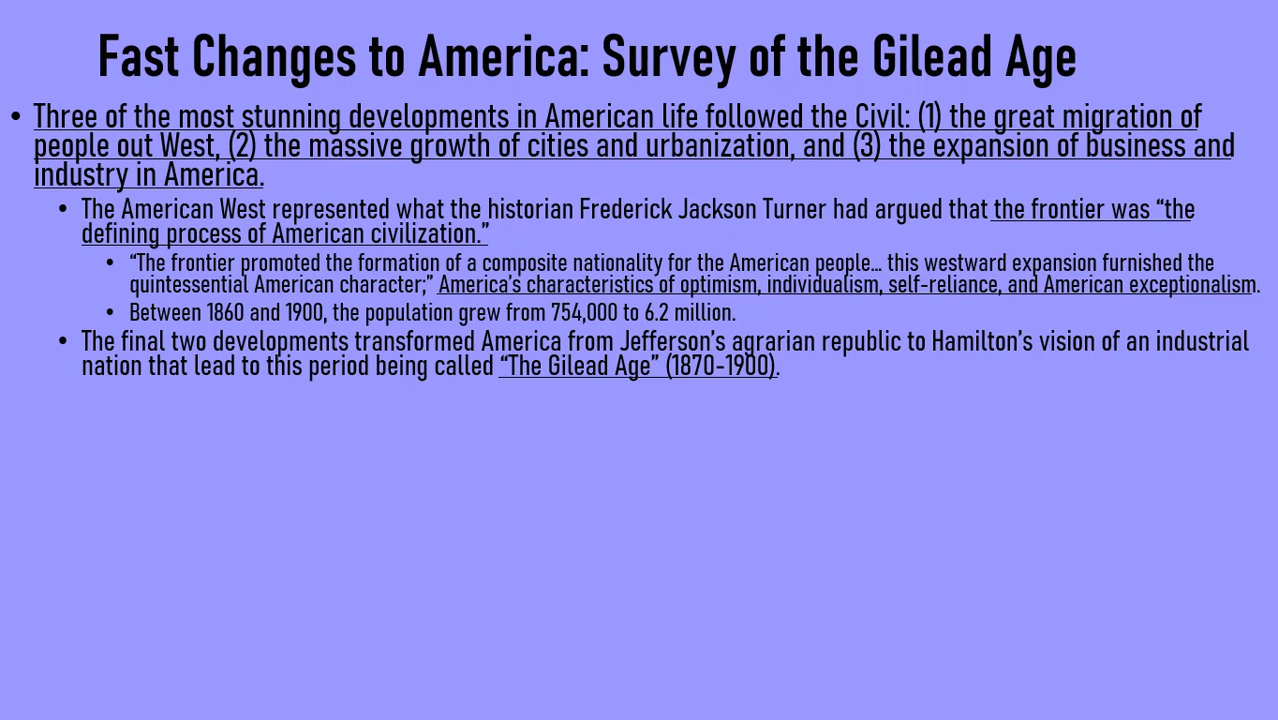 Fast Changes to America: Survey of the Gilead Age
• Three of the most stunning developments in American life followed the Civil: (1) the great migration of
people out West, (2) the massive growth of cities and urbanization, and (3) the expansion of business and
industry in America.
• The American West represented what the historian Frederick Jackson Turner had argued that the frontier was “the
defining process of American civilization.”
• “The frontier promoted the formation of a composite nationality for the American people… this westward expansion furnished the
quintessential American character;” America’s characteristics of optimism, individualism, self-reliance, and American exceptionalism.
• Between 1860 and 1900, the population grew from 754,000 to 6.2 million.
• The final two developments transformed America from Jefferson’s agrarian republic to Hamilton’s vision of an industrial
nation that lead to this period being called “The Gilead Age” (1870-1900).